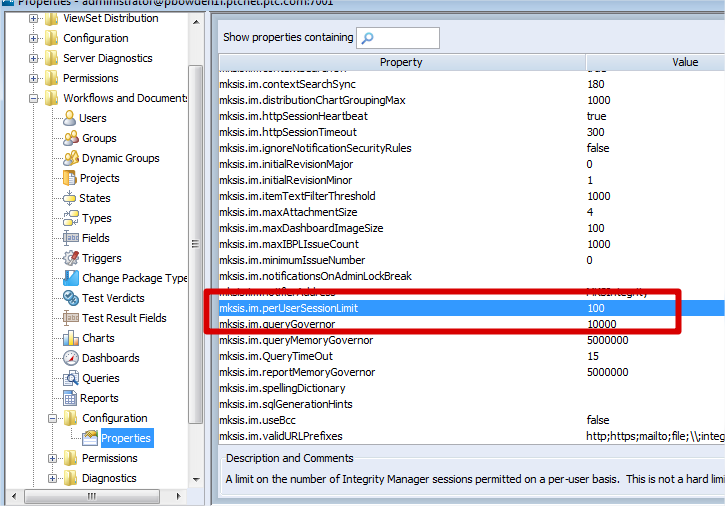 Properties - administrator@pbowden1l.ptcnet.ptc.com:7001
ViewSet Distribution
Configuration
Server Diagnostics
Permissions
Workflows and Documents
Users
Groups
Dynamic Groups
Projects
States
Types
Fields
Triggers
Change Package Type
Test Verdicts
Test Result Fields
Charts
Dashboards
Queries
Reports
Configuration
Properties
Permissions
Diagnostics
Show properties containing
Property Value
mksis.im.contextSearchOn true
mksis.im.contextSearchSync 180
mksis.im.distributionChartGroupingMax 1000
mksis.im.httpSessionHeartbeat true
mksis.im.httpSessionTimeout 300
mksis.im.ignoreNotificationSecurityRules false
mksis.im.initialRevisionMajor 0
mksis.im.initialRevisionMinor 1
mksis.im.itemTextFilterThreshold 1000
mksis.im.maxAttachmentSize 4
mksis.im.maxDashboardImageSize 100
mksis.im.maxIBPLIssueCount 1000
mksis.im.minimumIssueNumber 0
mksis.im.notificationsOnAdminLockBreak
mksis.im.notifierAddress MKSIntegrity
mksis.im.perUserSessionLimit 100
mksis.im.queryGovernor 10000
mksis.im.queryMemoryGovernor 5000000
mksis.im.QueryTimeOut 15
mksis.im.reportMemoryGovernor 5000000
mksis.im.spellingDictionary
mksis.im.sqlGenerationHints
mksis.im.useBcc false
mksis.im.validURLPrefixes http;https;mailto;file;\\;integ
Description and Comments
A limit on the number of Integrity Manager sessions permitted on a per-user basis. This is not a hard limi